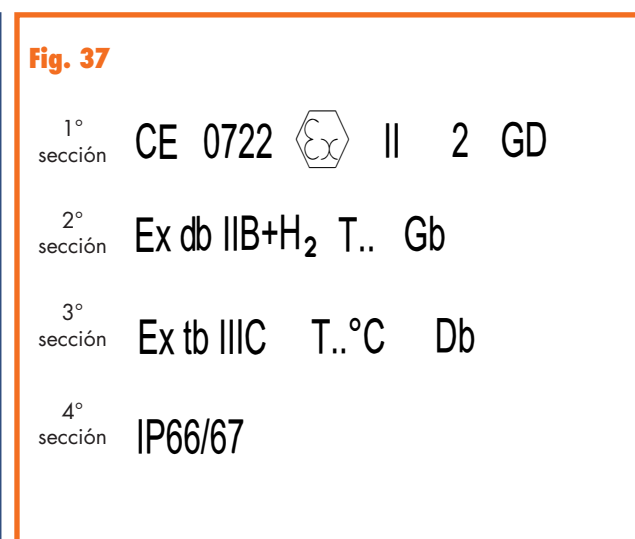 Fig. 37
1°
sección
CE 0722 Ex II 2 GD
2°
sección
Ex db IIB+H₂ T.. Gb
3°
sección
Ex tb IIIC T..°C Db
4°
sección
IP66/67